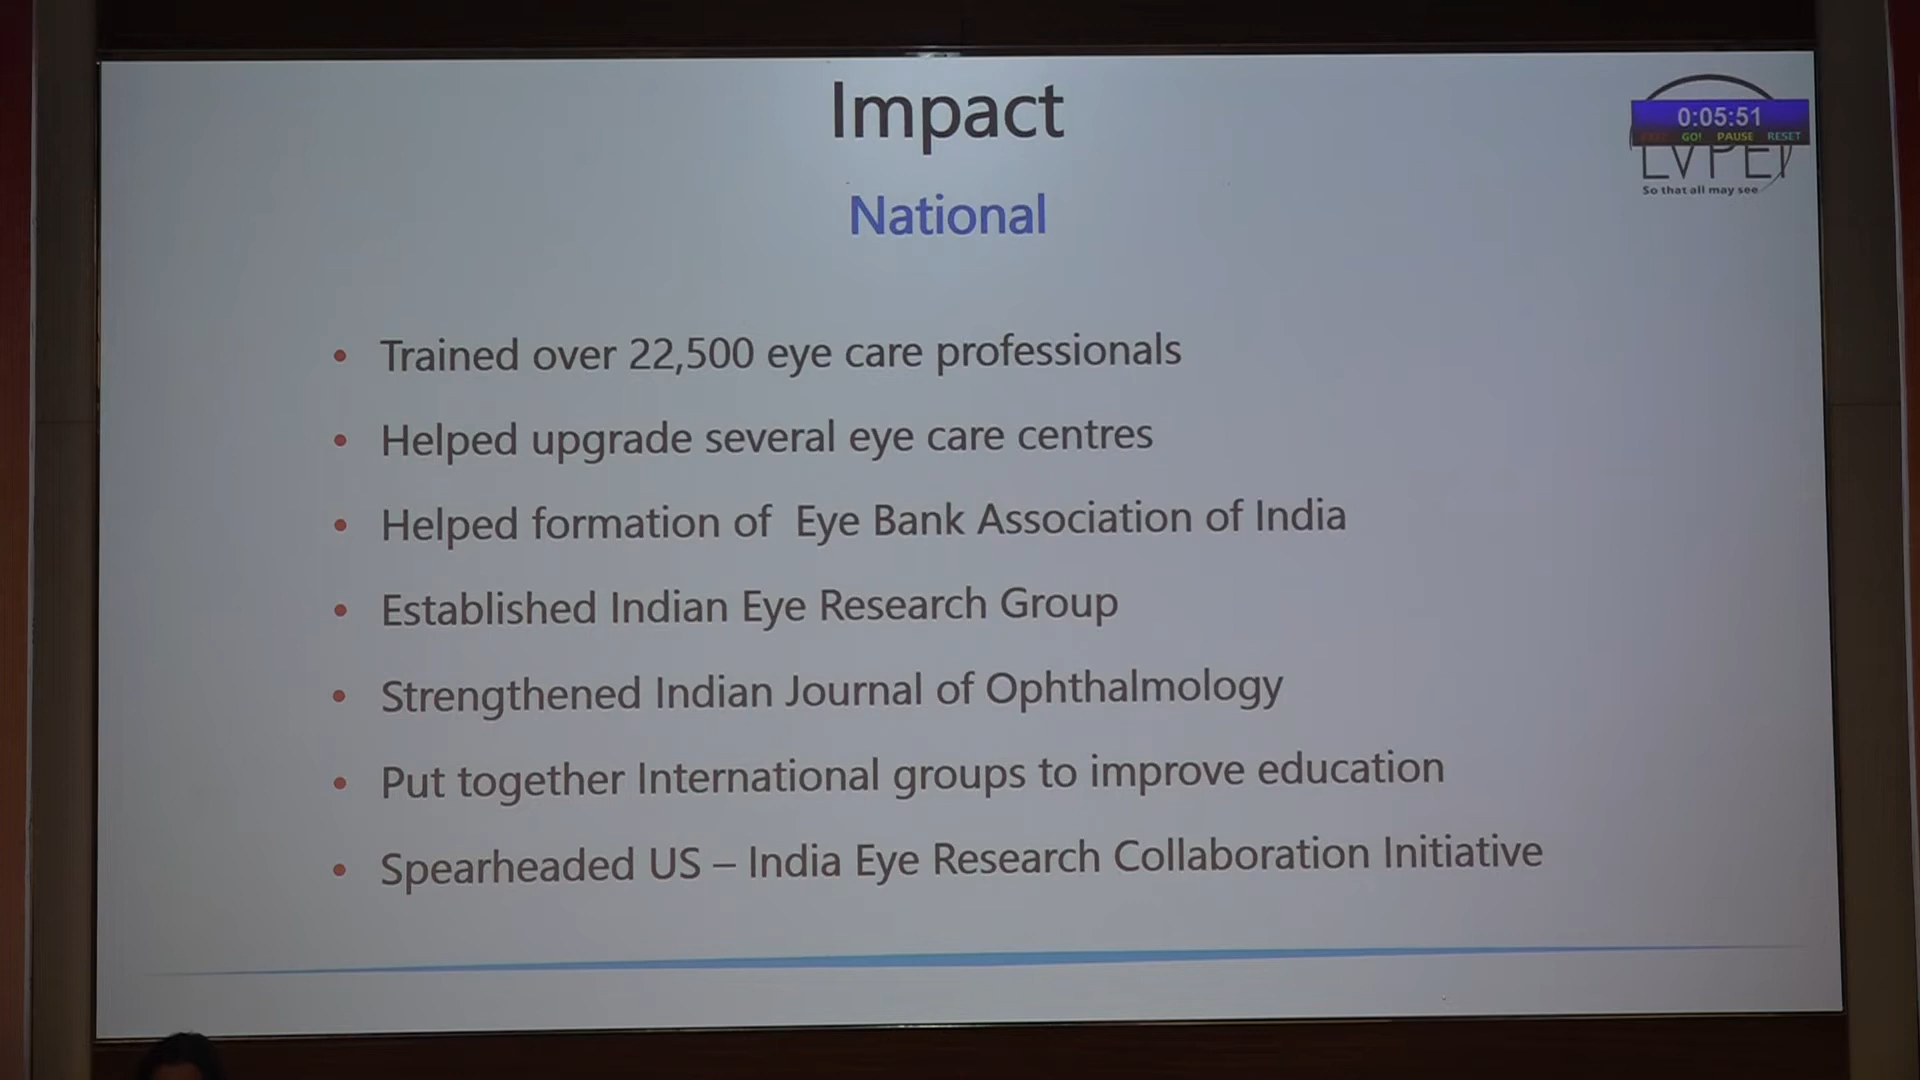 Impact
National
0:05:51
EXIT GO! PAUSE RESET
LVPEI
So that all may see
• Trained over 22,500 eye care professionals
• Helped upgrade several eye care centres
• Helped formation of Eye Bank Association of India
• Established Indian Eye Research Group
• Strengthened Indian Journal of Ophthalmology
• Put together International groups to improve education
• Spearheaded US – India Eye Research Collaboration Initiative